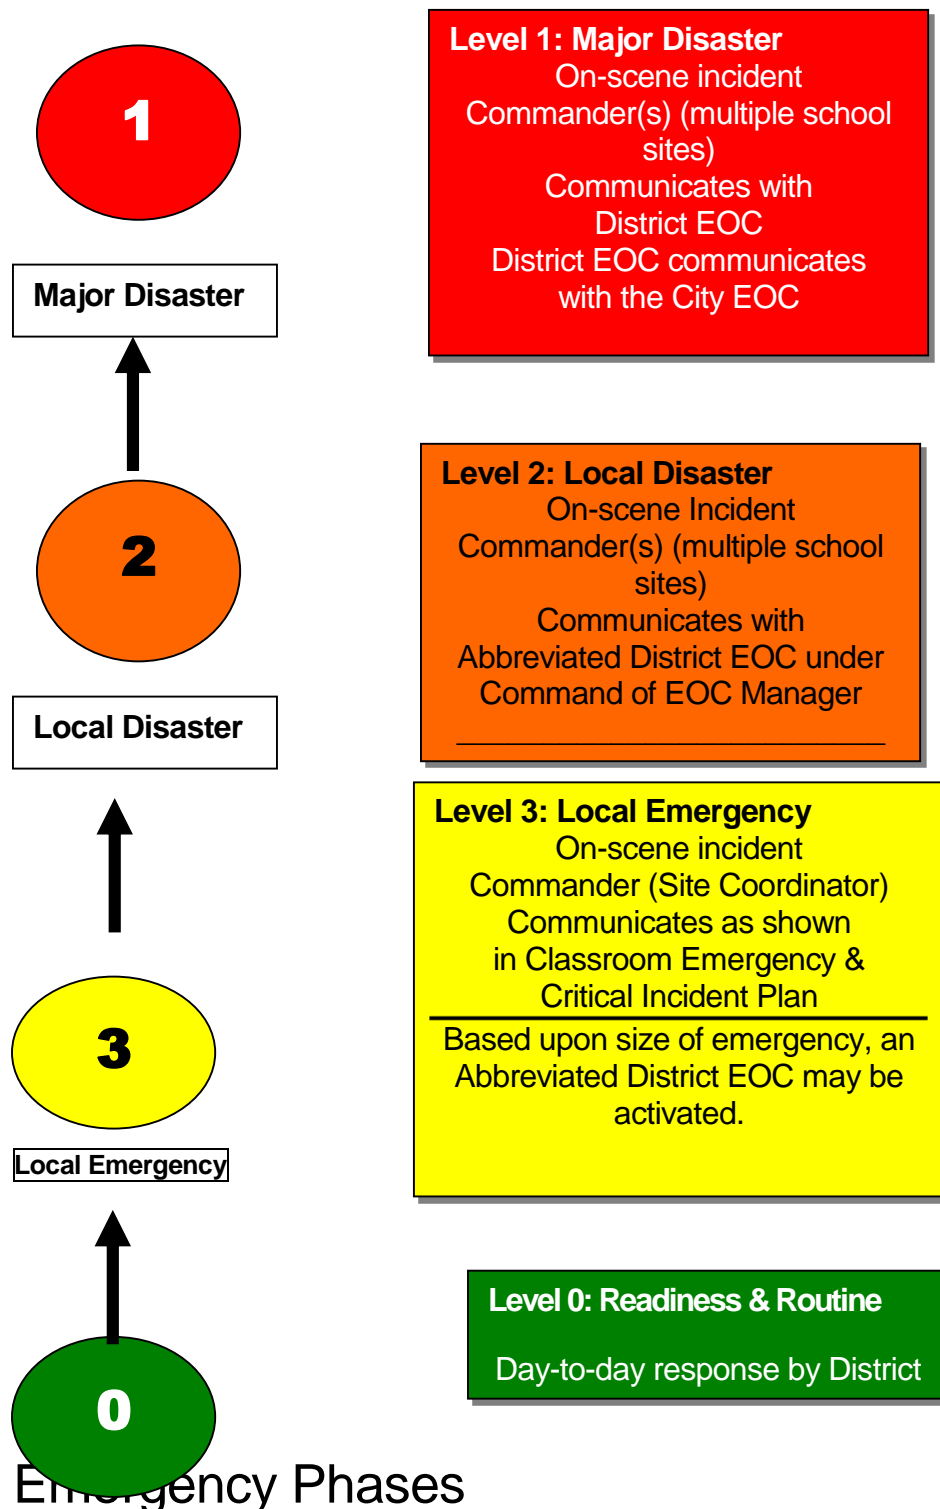 1
Level 1: Major Disaster
On-scene incident
Commander(s) (multiple school
sites)
Communicates with
District EOC
District EOC communicates
with the City EOC
Major Disaster
2
Level 2: Local Disaster
On-scene Incident
Commander(s) (multiple school
sites)
Communicates with
Abbreviated District EOC under
Command of EOC Manager
Local Disaster
3
Level 3: Local Emergency
On-scene incident
Commander (Site Coordinator)
Communicates as shown
in Classroom Emergency &
Critical Incident Plan
Based upon size of emergency, an
Abbreviated District EOC may be
activated.
Local Emergency
0
Level 0: Readiness & Routine
Day-to-day response by District
Emergency Phases